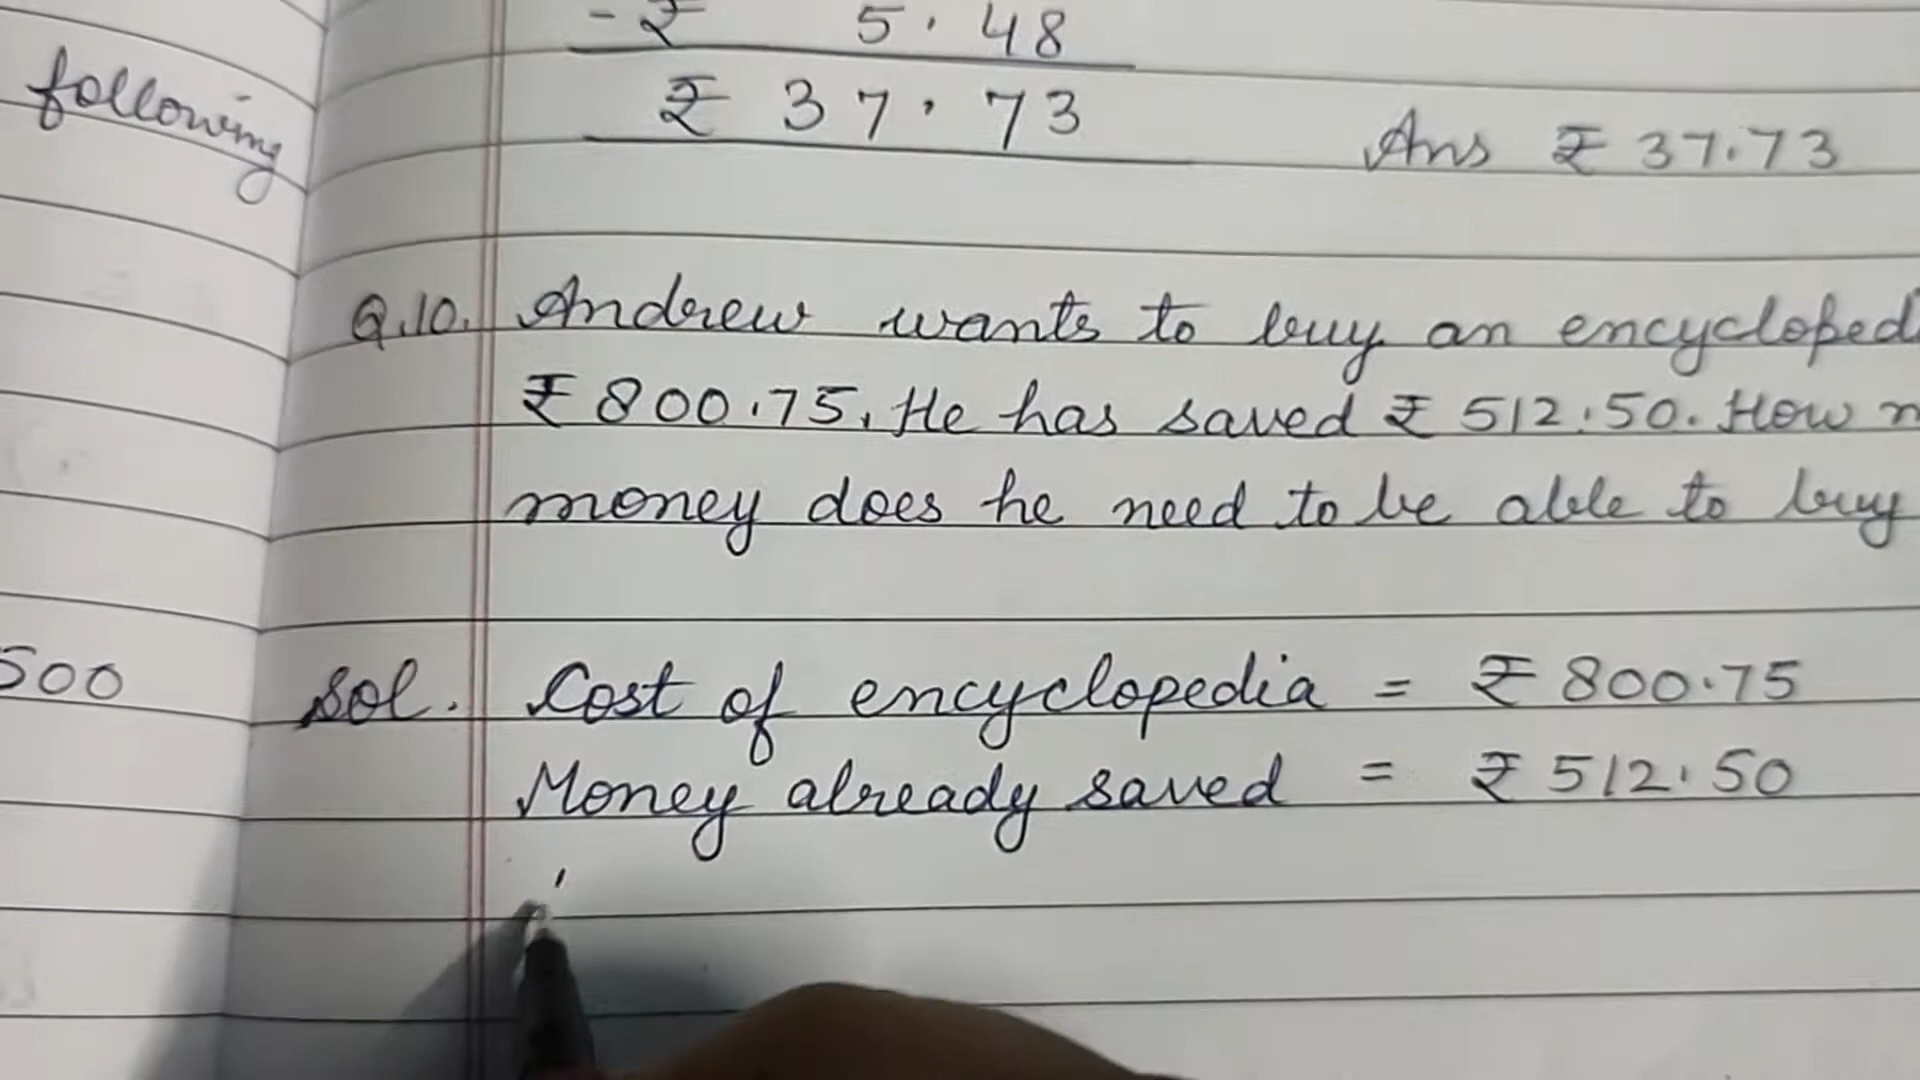 following
500
- ₹ 5.48
₹ 37.73
Ans ₹ 37.73
Q.10. Andrew wants to buy an encycloped
₹ 800.75. He has saved ₹ 512.50. How
money does he need to be able to buy
Sol. Cost of encyclopedia = ₹ 800.75
Money already saved = ₹ 512.50